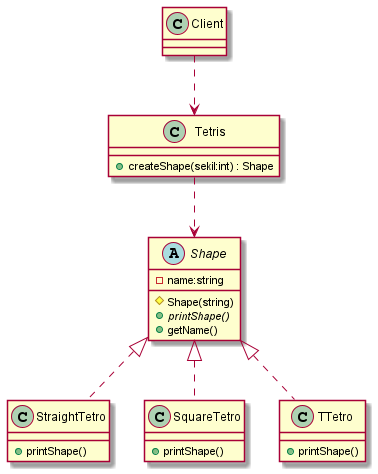 C Client
C Tetris
createShape(sekil:int) : Shape
A Shape
name:string
Shape(string)
printShape()
getName()
C StraightTetro
C SquareTetro
C TTetro
printShape()
printShape()
printShape()